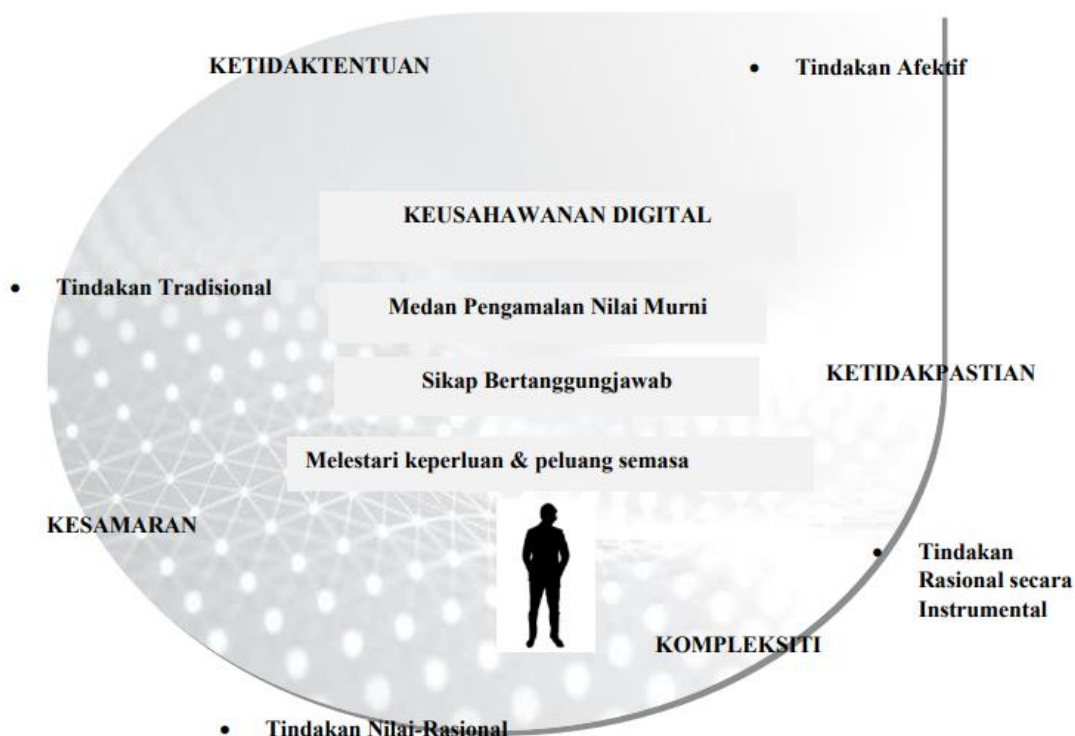 KETIDAKTENTUAN
• Tindakan Afektif
KEUSAHAWANAN DIGITAL
• Tindakan Tradisional
Medan Pengamalan Nilai Murni
KETIDAKPASTIAN
Sikap Bertanggungjawab
Melestari keperluan & peluang semasa
KESAMARAN
• Tindakan
Rasional secara
Instrumental
KOMPLEKSITI
• Tindakan Nilai-Rasional